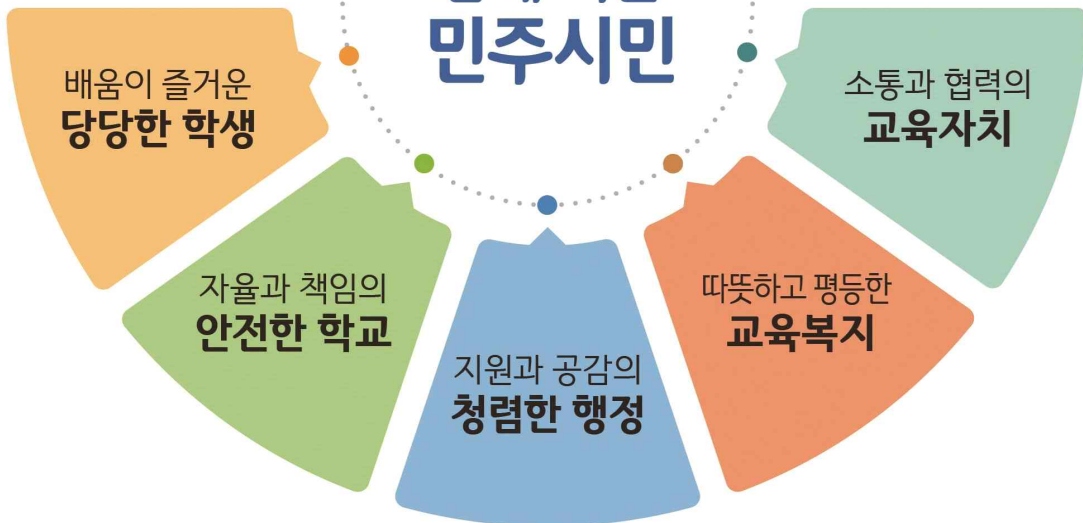 민주시민
배움이 즐거운
당당한 학생
자율과 책임의
안전한 학교
지원과 공감의
청렴한 행정
따뜻하고 평등한
교육복지
소통과 협력의
교육자치